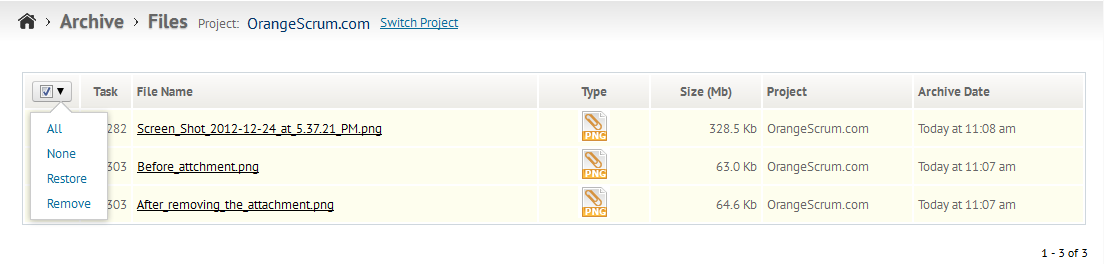 Archive > Files Project: OrangeScrum.com Switch Project
Task File Name Type Size (Mb) Project Archive Date
All 282 Screen_Shot_2012-12-24_at_5.37.21_PM.png PNG 328.5 Kb OrangeScrum.com Today at 11:08 am
None
303 Before_attchment.png PNG 63.0 Kb OrangeScrum.com Today at 11:07 am
Restore
Remove 303 After_removing_the_attachment.png PNG 64.6 Kb OrangeScrum.com Today at 11:07 am
1 - 3 of 3